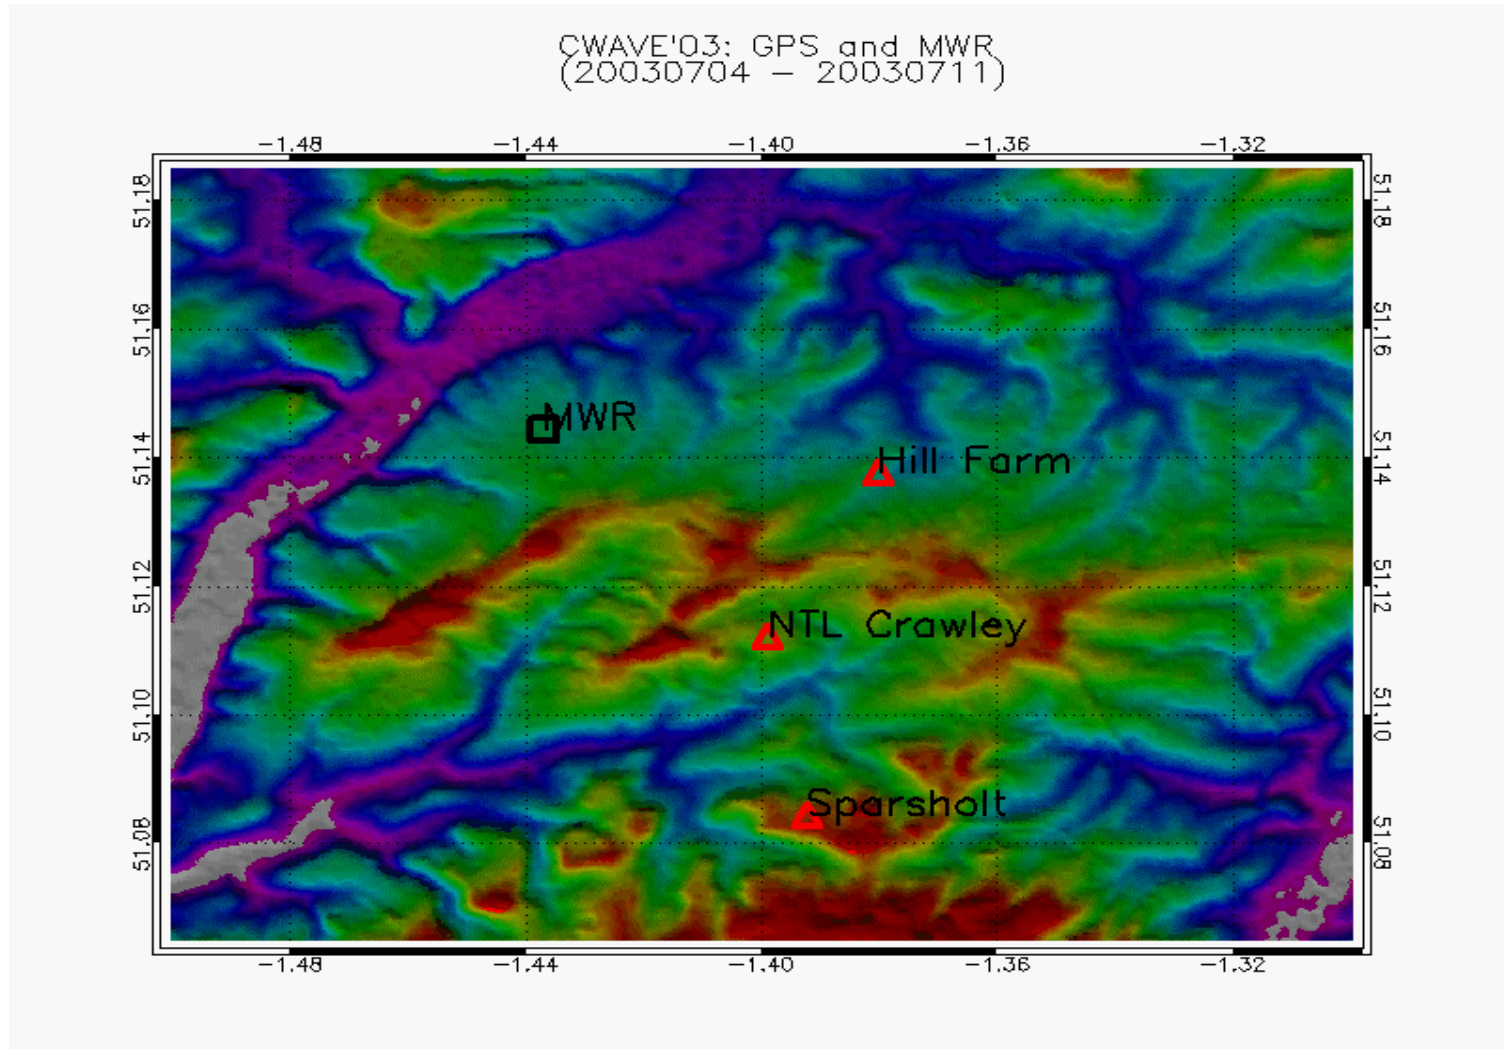 CWAVE'03: GPS and MWR
(20030704 – 20030711)
-1.48 -1.44 -1.40 -1.36 -1.32
51.18 51.18
51.16 51.16
MWR
51.14 Hill Farm 51.14
51.12 51.12
NTL Crawley
51.10 51.10
Sparsholt
51.08 51.08
-1.48 -1.44 -1.40 -1.36 -1.32